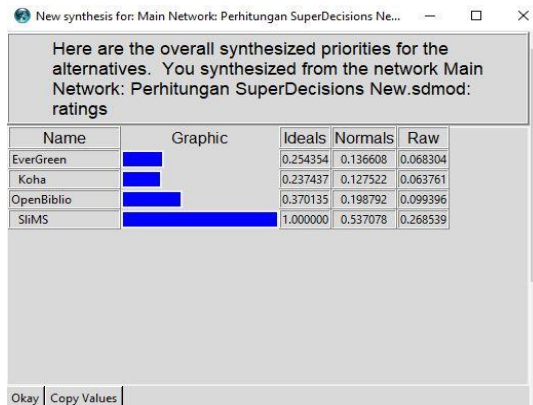 New synthesis for: Main Network: Perhitungan SuperDecisions Ne...
Here are the overall synthesized priorities for the
alternatives. You synthesized from the network Main
Network: Perhitungan SuperDecisions New.sdmod:
ratings
Name Graphic Ideals Normals Raw
EverGreen 0.254354 0.136608 0.068304
Koha 0.237437 0.127522 0.063761
OpenBiblio 0.370135 0.198792 0.099396
SliMS 1.000000 0.537078 0.268539
Okay Copy Values